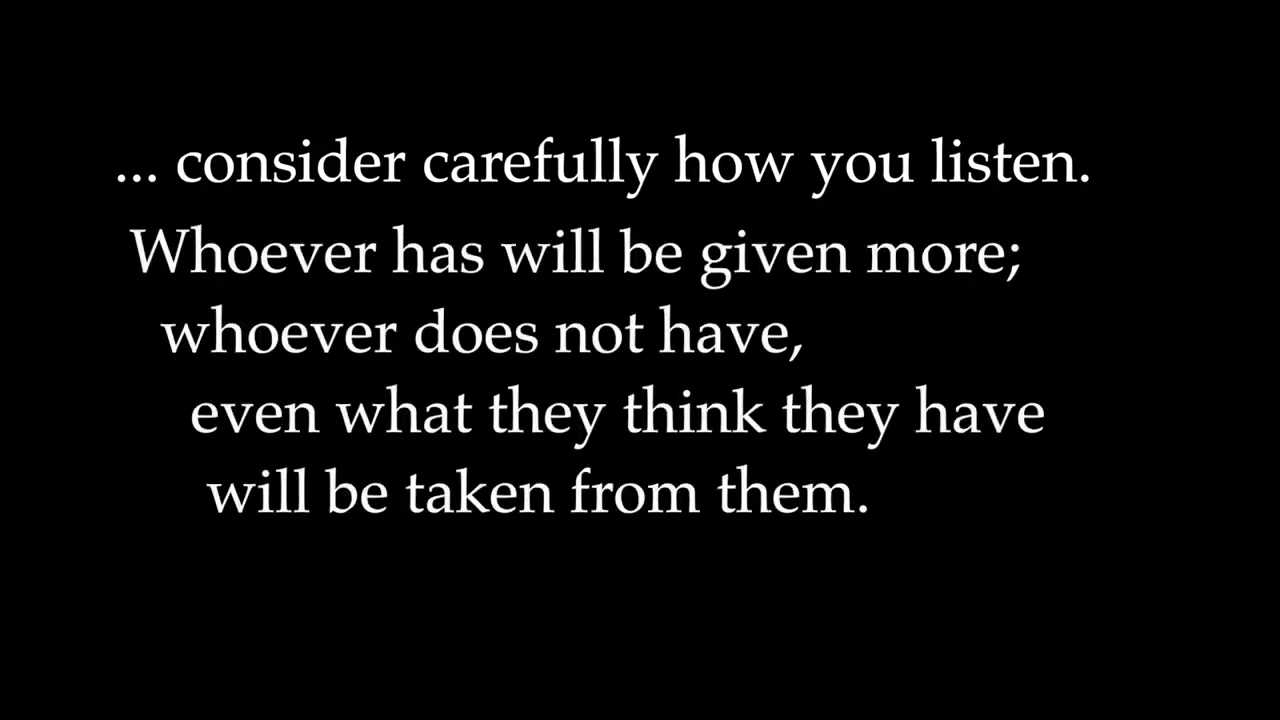 ... consider carefully how you listen.
Whoever has will be given more;
whoever does not have,
even what they think they have
will be taken from them.